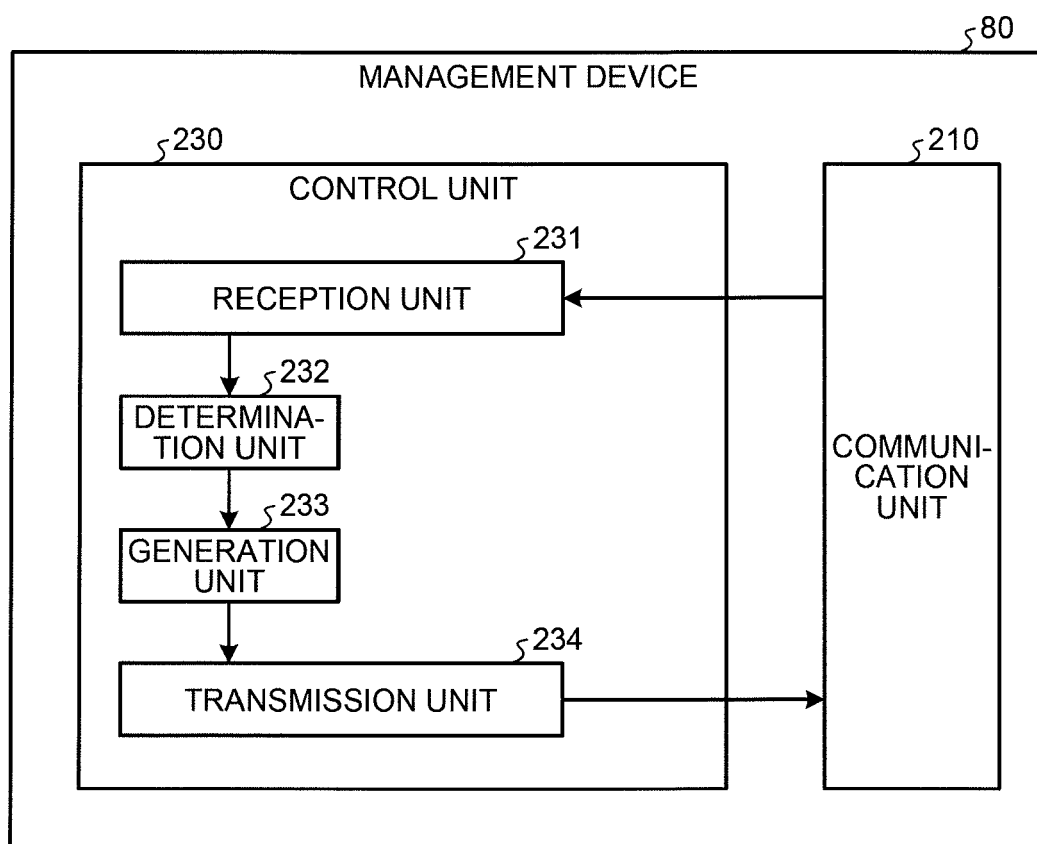 80
MANAGEMENT DEVICE
230
210
CONTROL UNIT
231
RECEPTION UNIT
232
DETERMINA-
TION UNIT
COMMUNI-
CATION
UNIT
233
GENERATION
UNIT
234
TRANSMISSION UNIT